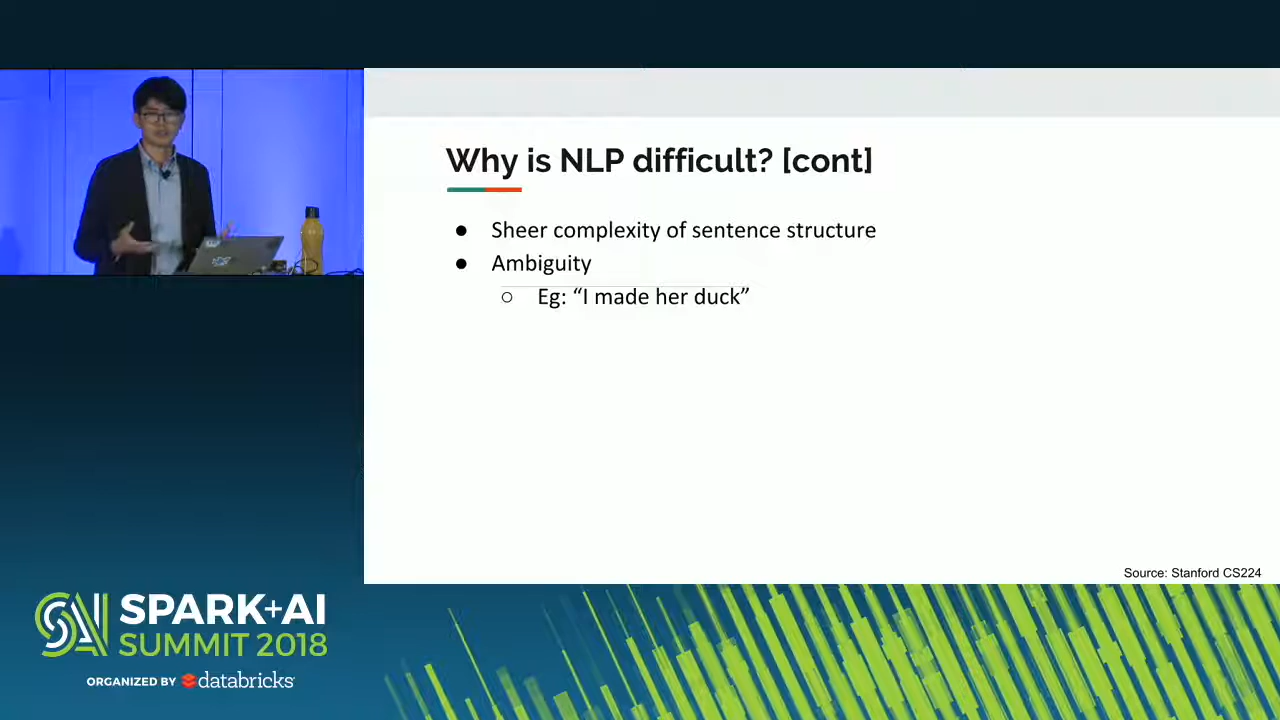 Why is NLP difficult? [cont]
● Sheer complexity of sentence structure
● Ambiguity
○ Eg: “I made her duck”
Source: Stanford CS224
SPARK+AI
SUMMIT 2018
ORGANIZED BY databricks